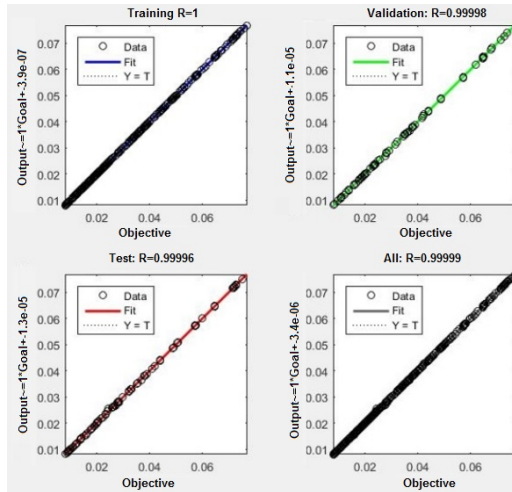 Training R=1
Output~=1*Goal+-3.9e-07
0.07
0.06
0.05
0.04
0.03
0.02
0.01
Data
Fit
Y = T
0.02 0.04 0.06
Objective
Validation: R=0.99998
Output~=1*Goal+-1.1e-05
0.07
0.06
0.05
0.04
0.03
0.02
0.01
Data
Fit
Y = T
0.02 0.04 0.06
Objective
Test: R=0.99996
Output~=1*Goal+-1.3e-05
0.07
0.06
0.05
0.04
0.03
0.02
0.01
Data
Fit
Y = T
0.02 0.04 0.06
Objective
All: R=0.99999
Output~=1*Goal+-3.4e-06
0.07
0.06
0.05
0.04
0.03
0.02
0.01
Data
Fit
Y = T
0.02 0.04 0.06
Objective